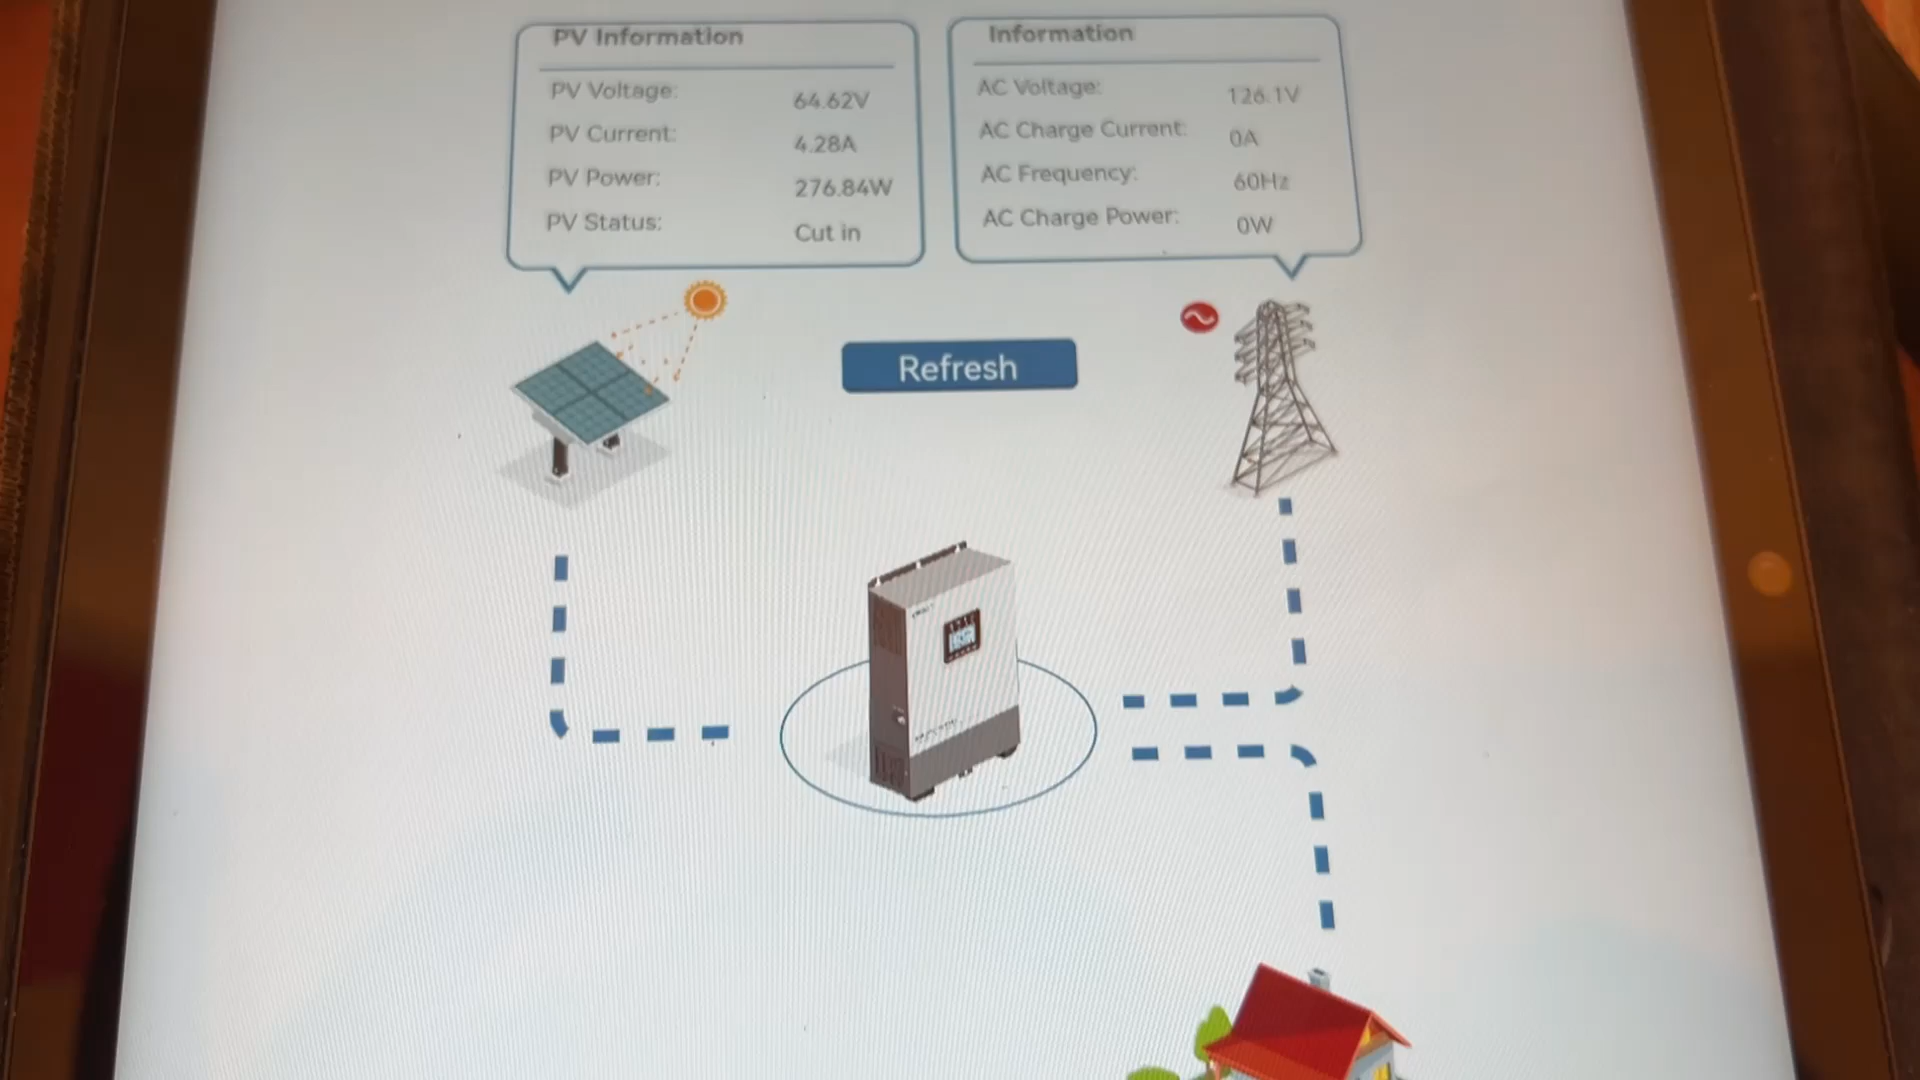 PV Information
PV Voltage: 64.62V
PV Current: 4.28A
PV Power: 276.84W
PV Status: Cut in
Information
AC Voltage: 126.1V
AC Charge Current: 0A
AC Frequency: 60Hz
AC Charge Power: 0W
Refresh